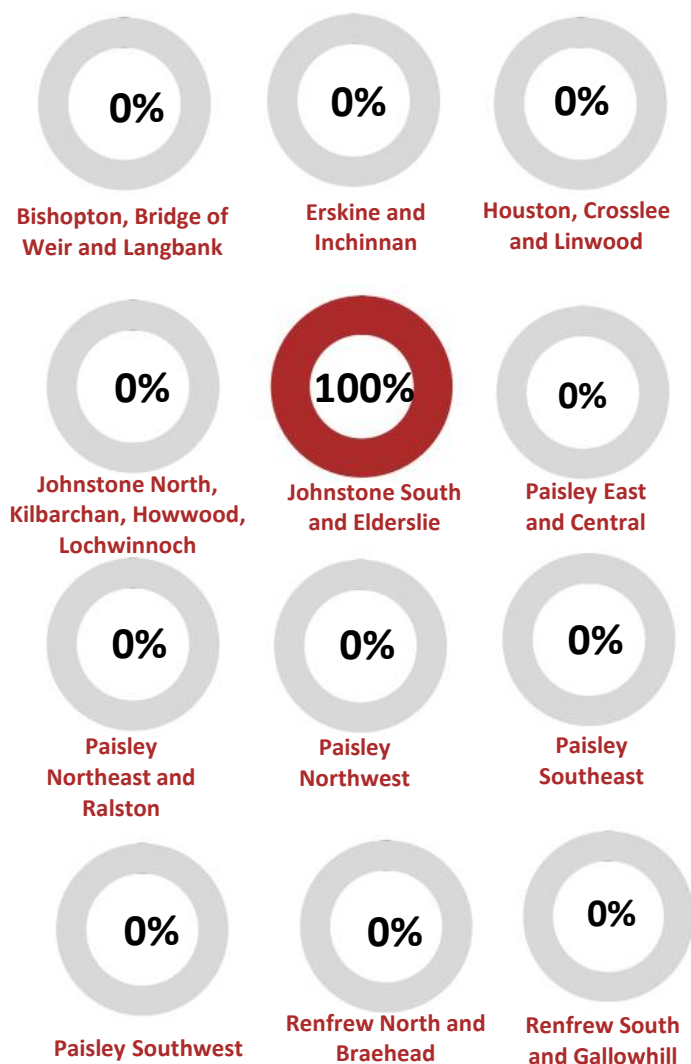 0%
Bishopton, Bridge of
Weir and Langbank
0%
Erskine and
Inchinnan
0%
Houston, Crosslee
and Linwood
0%
Johnstone North,
Kilbarchan, Howwood,
Lochwinnoch
100%
Johnstone South
and Elderslie
0%
Paisley East
and Central
0%
Paisley
Northeast and
Ralston
0%
Paisley
Northwest
0%
Paisley
Southeast
0%
Paisley Southwest
0%
Renfrew North and
Braehead
0%
Renfrew South
and Gallowhill